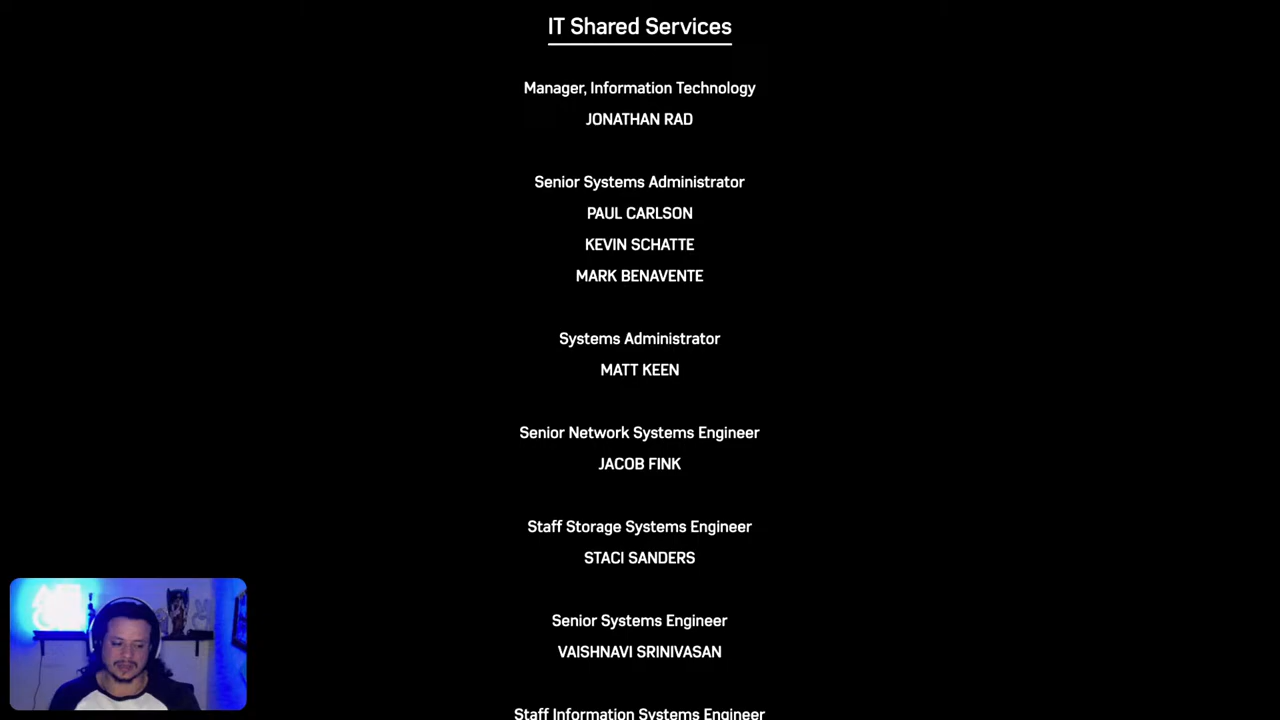 IT Shared Services
Manager, Information Technology
JONATHAN RAD
Senior Systems Administrator
PAUL CARLSON
KEVIN SCHATTE
MARK BENAVENTE
Systems Administrator
MATT KEEN
Senior Network Systems Engineer
JACOB FINK
Staff Storage Systems Engineer
STACI SANDERS
Senior Systems Engineer
VAISHNAVI SRINIVASAN
Staff Information Systems Engineer